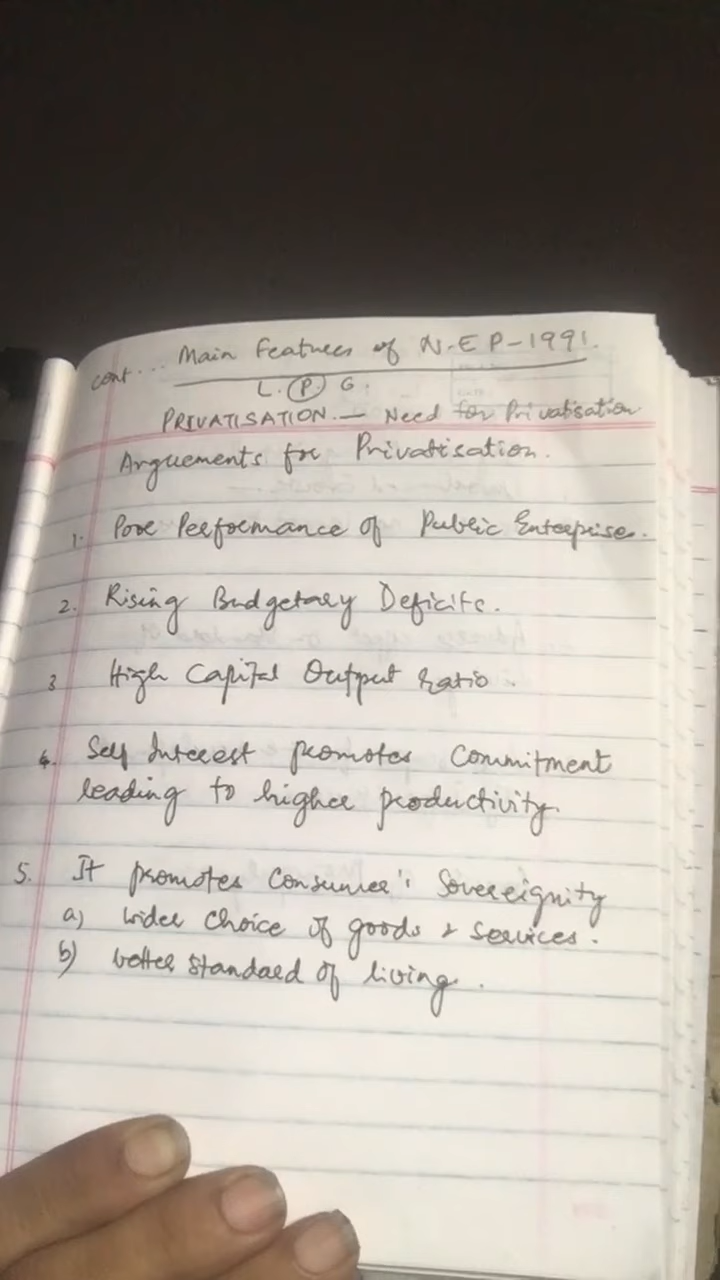 cont... Main Features of N.E P-1991.
L. P. G.
PRIVATISATION. — Need for Privatisation
Arguements for Privatisation.
1. Poor Performance of Public Enterprise.
2. Rising Budgetary Deficits.
3 High Capital Output Ratio.
4. Self Interest promotes Commitment
leading to higher productivity.
5. It promotes Consumer's Sovereignity
a) wider choice of goods & services.
b) better standard of living.